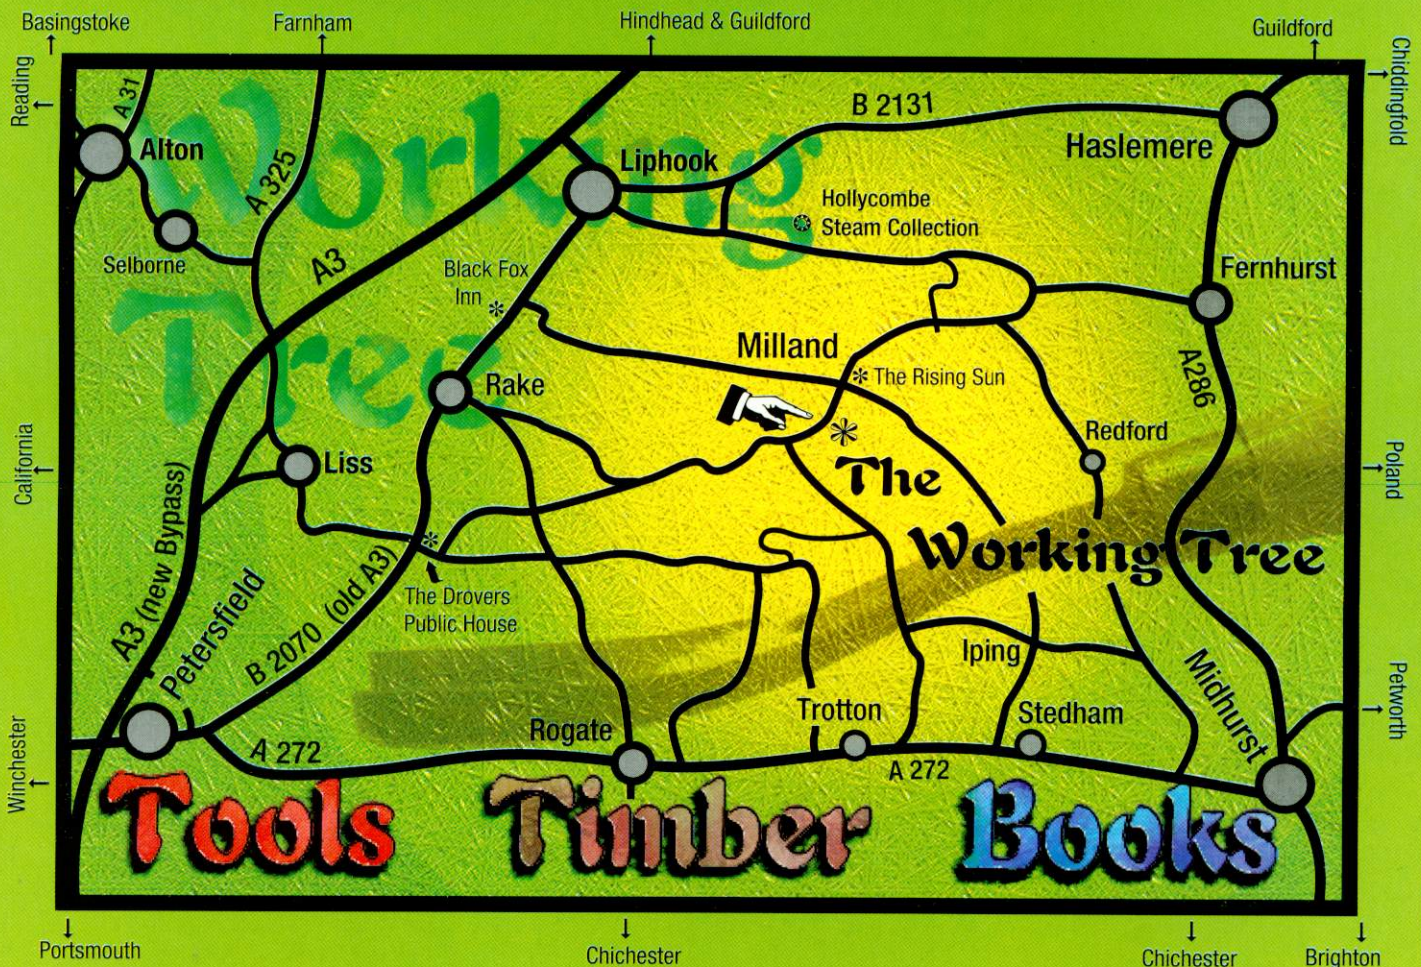 Basingstoke
Farnham
Hindhead & Guildford
Guildford
Reading
Chiddingfold
A 31
Working
Tree
B 2131
Alton
Liphook
Haslemere
A 325
Hollycombe
Steam Collection
Selborne
A3
Black Fox
Inn
Fernhurst
Milland
A286
The Rising Sun
Rake
Redford
California
Liss
Poland
The
Working Tree
A3 (new Bypass)
Petersfield
B 2070 (old A3)
The Drovers
Public House
Iping
Midhurst
Petworth
Trotton
Stedham
Rogate
Winchester
A 272
A 272
Tools Timber Books
Portsmouth
Chichester
Chichester
Brighton